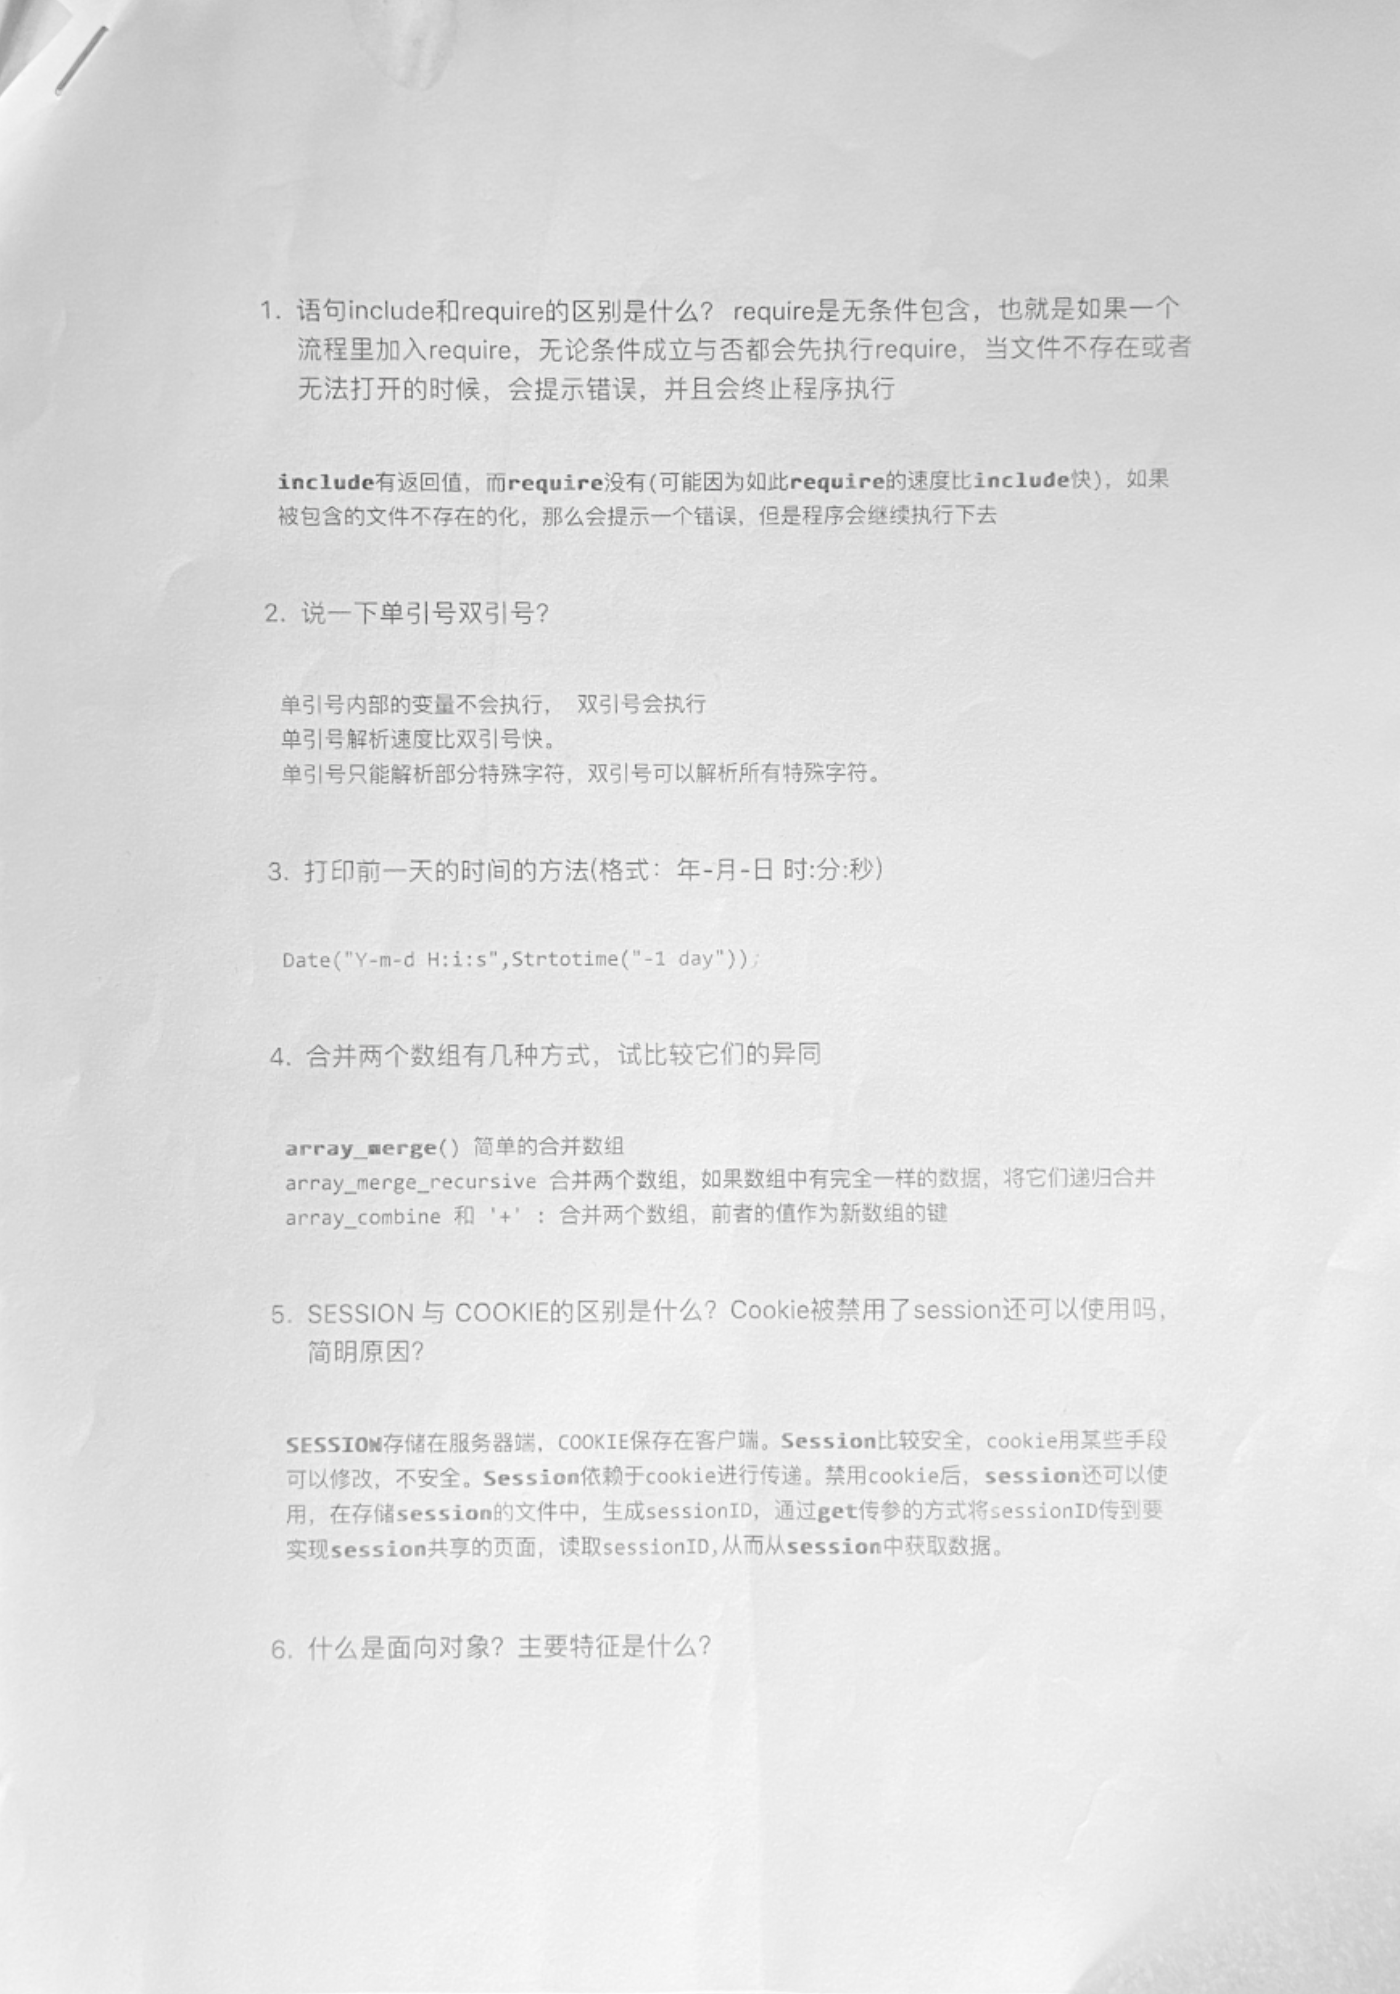 1. 语句include和require的区别是什么？ require是无条件包含，也就是如果一个
流程里加入require，无论条件成立与否都会先执行require，当文件不存在或者
无法打开的时候，会提示错误，并且会终止程序执行
include有返回值，而require没有(可能因为如此require的速度比include快)，如果
被包含的文件不存在的化，那么会提示一个错误，但是程序会继续执行下去
2. 说一下单引号双引号？
单引号内部的变量不会执行， 双引号会执行
单引号解析速度比双引号快。
单引号只能解析部分特殊字符，双引号可以解析所有特殊字符。
3. 打印前一天的时间的方法(格式：年-月-日 时:分:秒)
Date("Y-m-d H:i:s",Strtotime("-1 day"));
4. 合并两个数组有几种方式，试比较它们的异同
array_merge() 简单的合并数组
array_merge_recursive 合并两个数组，如果数组中有完全一样的数据，将它们递归合并
array_combine 和 '+' : 合并两个数组，前者的值作为新数组的键
5. SESSION 与 COOKIE的区别是什么？Cookie被禁用了session还可以使用吗，
简明原因？
SESSION存储在服务器端，COOKIE保存在客户端。Session比较安全，cookie用某些手段
可以修改，不安全。Session依赖于cookie进行传递。禁用cookie后，session还可以使
用，在存储session的文件中，生成sessionID，通过get传参的方式将sessionID传到要
实现session共享的页面，读取sessionID,从而从session中获取数据。
6. 什么是面向对象？主要特征是什么？